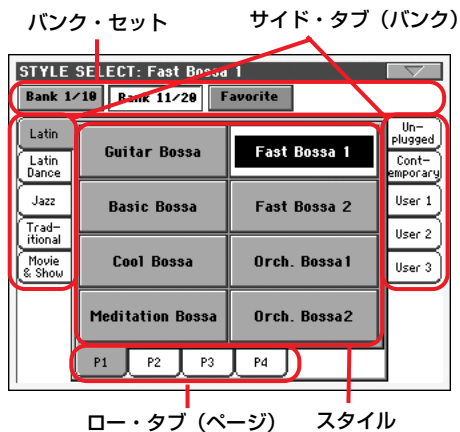 バンク・セット
サイド・タブ（バンク）
STYLE SELECT: Fast Bossa 1
Bank 1/10
Bank 11/20
Favorite
Latin
Latin
Dance
Jazz
Trad-
itional
Movie
& Show
Guitar Bossa
Fast Bossa 1
Basic Bossa
Fast Bossa 2
Cool Bossa
Orch. Bossa1
Meditation Bossa
Orch. Bossa2
Un-
plugged
Cont-
emporary
User 1
User 2
User 3
P1
P2
P3
P4
ロー・タブ（ページ）
スタイル